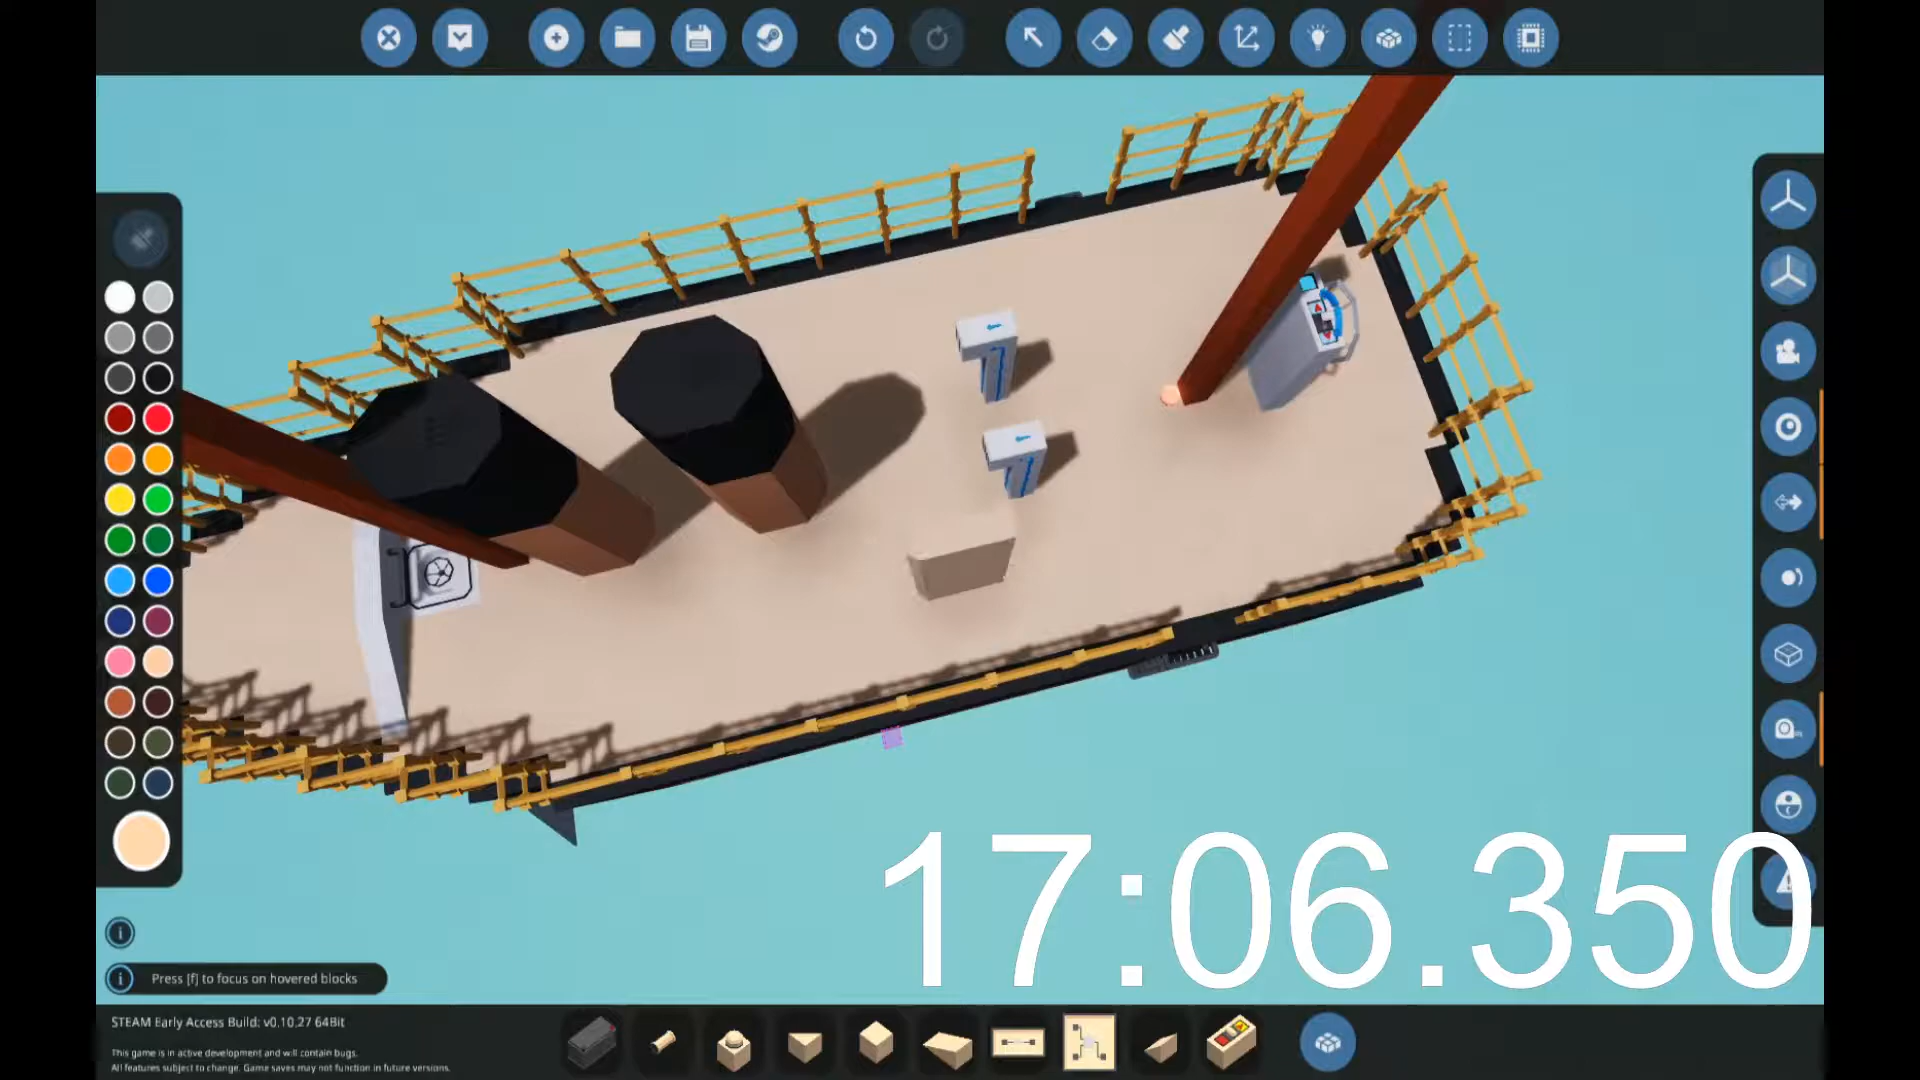 17:06.350
Press [f] to focus on hovered blocks
STEAM Early Access Build: v0.10.27 64Bit
This game is in active development and will contain bugs.
All features subject to change. Game saves may not function in future versions.